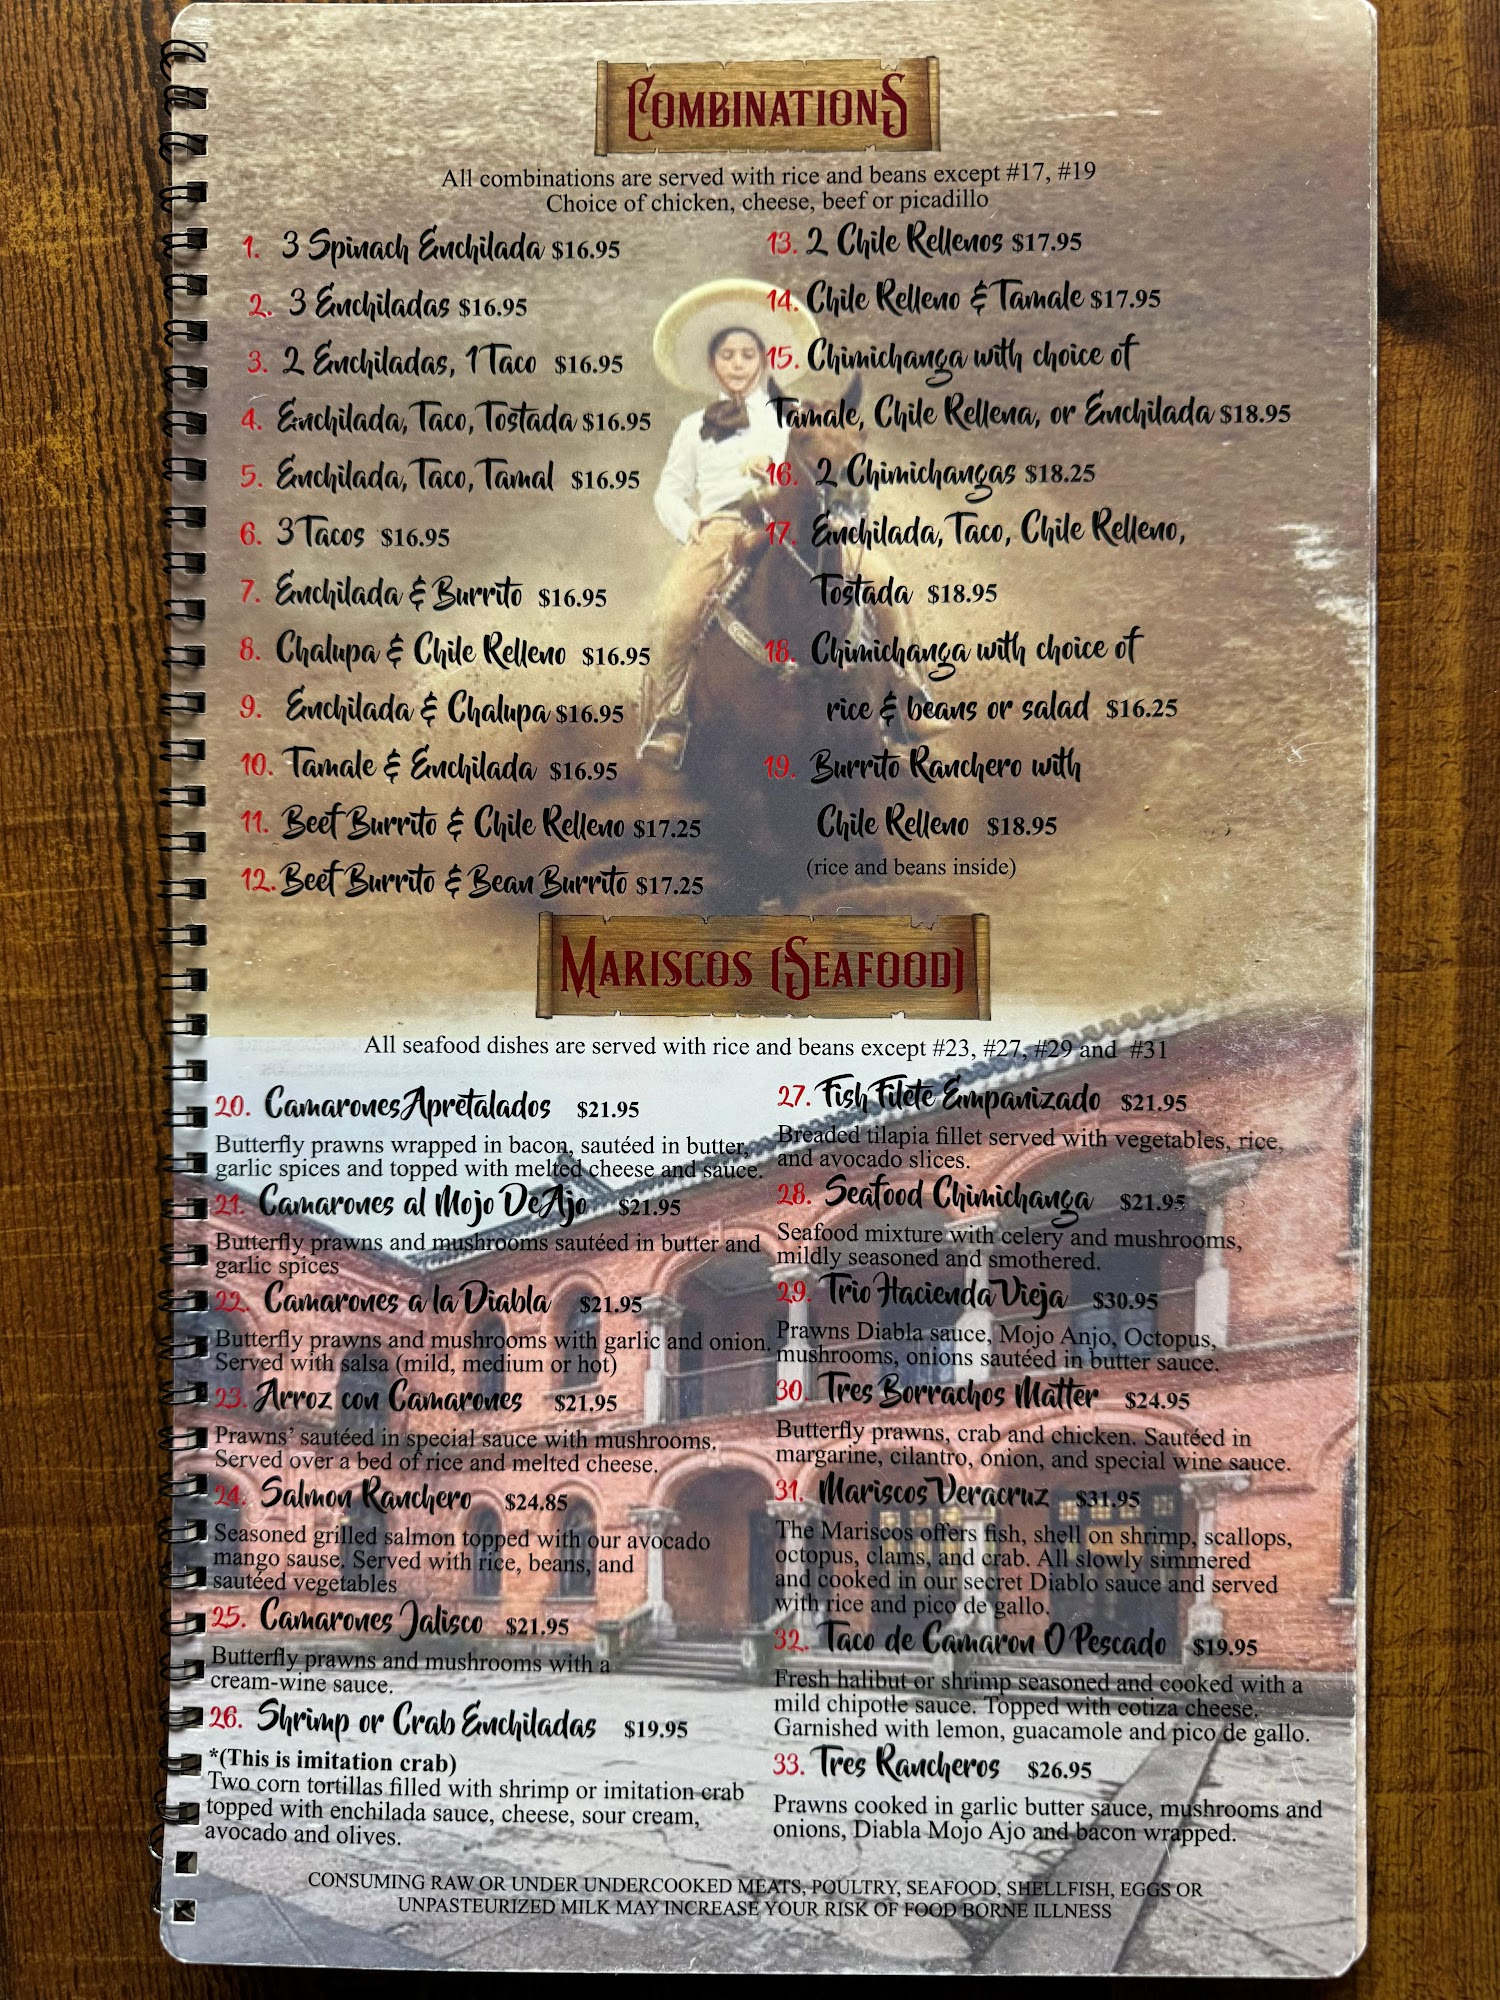 COMBINATIONS
All combinations are served with rice and beans except #17, #19
Choice of chicken, cheese, beef or picadillo
1. 3 Spinach Enchilada $16.95
2. 3 Enchiladas $16.95
3. 2 Enchiladas, 1 Taco $16.95
4. Enchilada, Taco, Tostada $16.95
5. Enchilada, Taco, Tamal $16.95
6. 3 Tacos $16.95
7. Enchilada & Burrito $16.95
8. Chalupa & Chile Relleno $16.95
9. Enchilada & Chalupa $16.95
10. Tamale & Enchilada $16.95
11. Beef Burrito & Chile Relleno $17.25
12. Beef Burrito & Bean Burrito $17.25
13. 2 Chile Rellenos $17.95
14. Chile Relleno & Tamale $17.95
15. Chimichanga with choice of
Tamale, Chile Rellena, or Enchilada $18.95
16. 2 Chimichangas $18.25
17. Enchilada, Taco, Chile Relleno,
Tostada $18.95
18. Chimichanga with choice of
rice & beans or salad $16.25
19. Burrito Ranchero with
Chile Relleno $18.95
(rice and beans inside)
MARISCOS (SEAFOOD)
All seafood dishes are served with rice and beans except #23, #27, #29 and #31
20. Camarones Apretalados $21.95
Butterfly prawns wrapped in bacon, sautéed in butter,
garlic spices and topped with melted cheese and sauce.
21. Camarones al Mojo De Ajo $21.95
Butterfly prawns and mushrooms sautéed in butter and
garlic spices
22. Camarones a la Diabla $21.95
Butterfly prawns and mushrooms with garlic and onion.
Served with salsa (mild, medium or hot)
23. Arroz con Camarones $21.95
Prawns' sautéed in special sauce with mushrooms.
Served over a bed of rice and melted cheese.
24. Salmon Ranchero $24.85
Seasoned grilled salmon topped with our avocado
mango sause. Served with rice, beans, and
sautéed vegetables
25. Camarones Jalisco $21.95
Butterfly prawns and mushrooms with a
cream-wine sauce.
26. Shrimp or Crab Enchiladas $19.95
*(This is imitation crab)
Two corn tortillas filled with shrimp or imitation crab
topped with enchilada sauce, cheese, sour cream,
avocado and olives.
27. Fish Filete Empanizado $21.95
Breaded tilapia fillet served with vegetables, rice,
and avocado slices.
28. Seafood Chimichanga $21.95
Seafood mixture with celery and mushrooms,
mildly seasoned and smothered.
29. Trio Hacienda Vieja $30.95
Prawns Diabla sauce, Mojo Anjo, Octopus,
mushrooms, onions sautéed in butter sauce.
30. Tres Borrachos Matter $24.95
Butterfly prawns, crab and chicken. Sautéed in
margarine, cilantro, onion, and special wine sauce.
31. Mariscos Veracruz $31.95
The Mariscos offers fish, shell on shrimp, scallops,
octopus, clams, and crab. All slowly simmered
and cooked in our secret Diablo sauce and served
with rice and pico de gallo.
32. Taco de Camaron O Pescado $19.95
Fresh halibut or shrimp seasoned and cooked with a
mild chipotle sauce. Topped with cotiza cheese.
Garnished with lemon, guacamole and pico de gallo.
33. Tres Rancheros $26.95
Prawns cooked in garlic butter sauce, mushrooms and
onions, Diabla Mojo Ajo and bacon wrapped.
CONSUMING RAW OR UNDER UNDERCOOKED MEATS, POULTRY, SEAFOOD, SHELLFISH, EGGS OR
UNPASTEURIZED MILK MAY INCREASE YOUR RISK OF FOOD BORNE ILLNESS